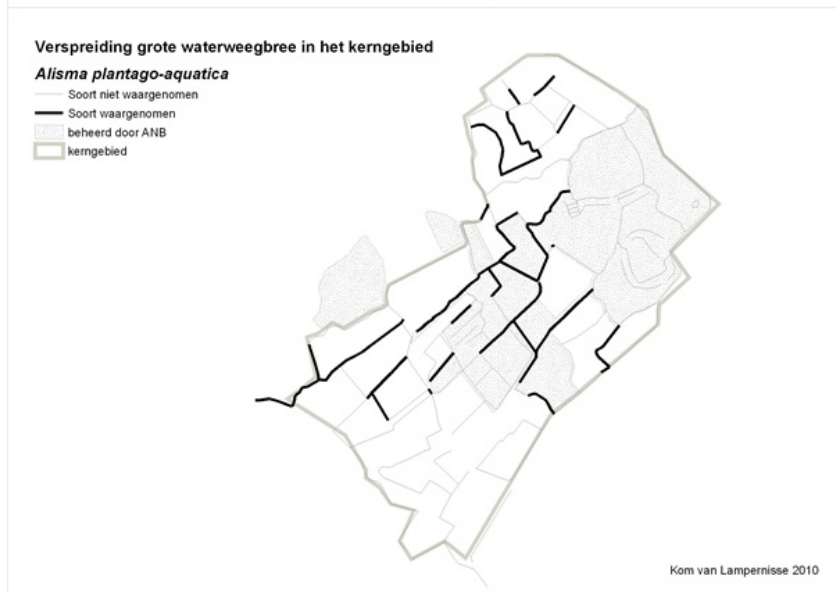 Verspreiding grote waterweegbree in het kerngebied
Alisma plantago-aquatica
Soort niet waargenomen
Soort waargenomen
beheerd door ANB
kerngebied
Kom van Lampernisse 2010